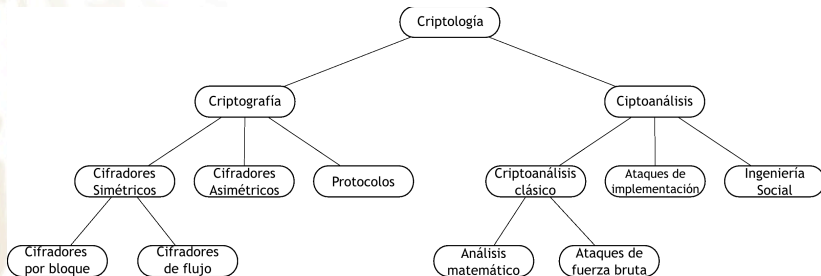 Criptología
Criptografía
Ciptoanálisis
Cifradores
Simétricos
Cifradores
Asimétricos
Protocolos
Criptoanálisis
clásico
Ataques de
implementación
Ingeniería
Social
Cifradores
por bloque
Cifradores
de flujo
Análisis
matemático
Ataques de
fuerza bruta